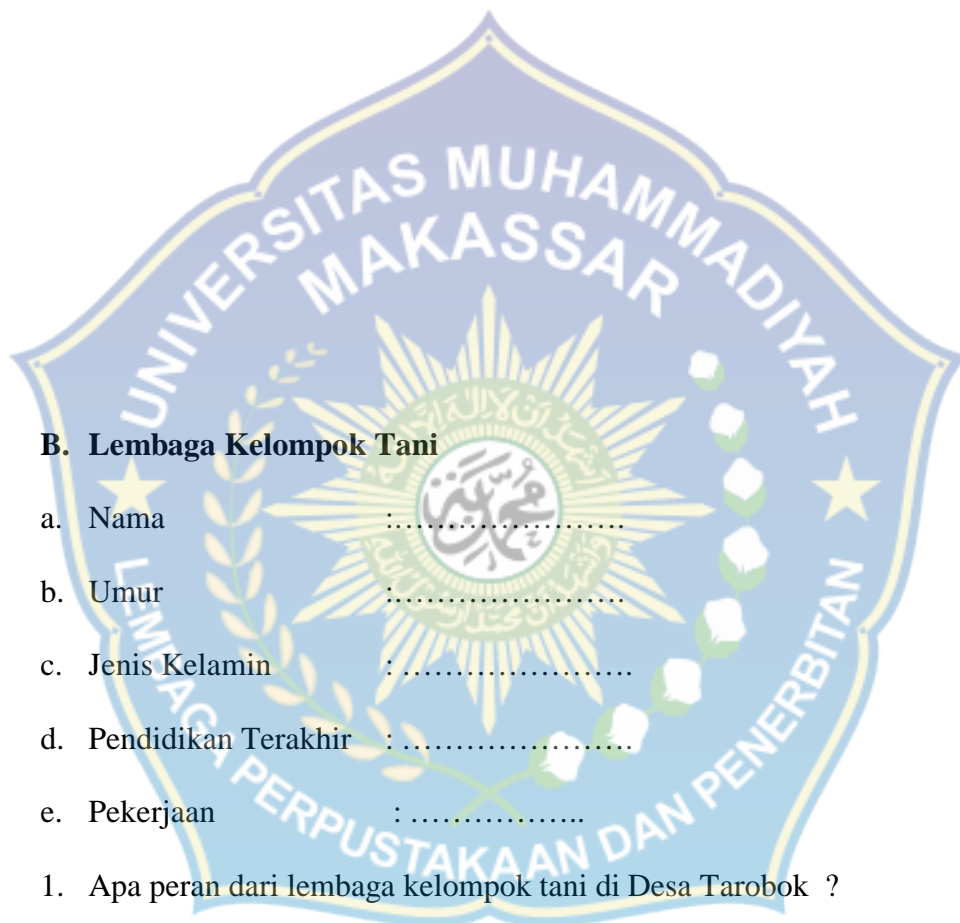 UNIVERSITAS MUHAMMADIYAH
MAKASSAR
B. Lembaga Kelompok Tani
a. Nama :…………………….
b. Umur :…………………….
c. Jenis Kelamin : …………………….
d. Pendidikan Terakhir : …………………….
e. Pekerjaan : ……………..
1. Apa peran dari lembaga kelompok tani di Desa Tarobok ?
LEMBAGA PERPUSTAKAAN DAN PENERBITAN